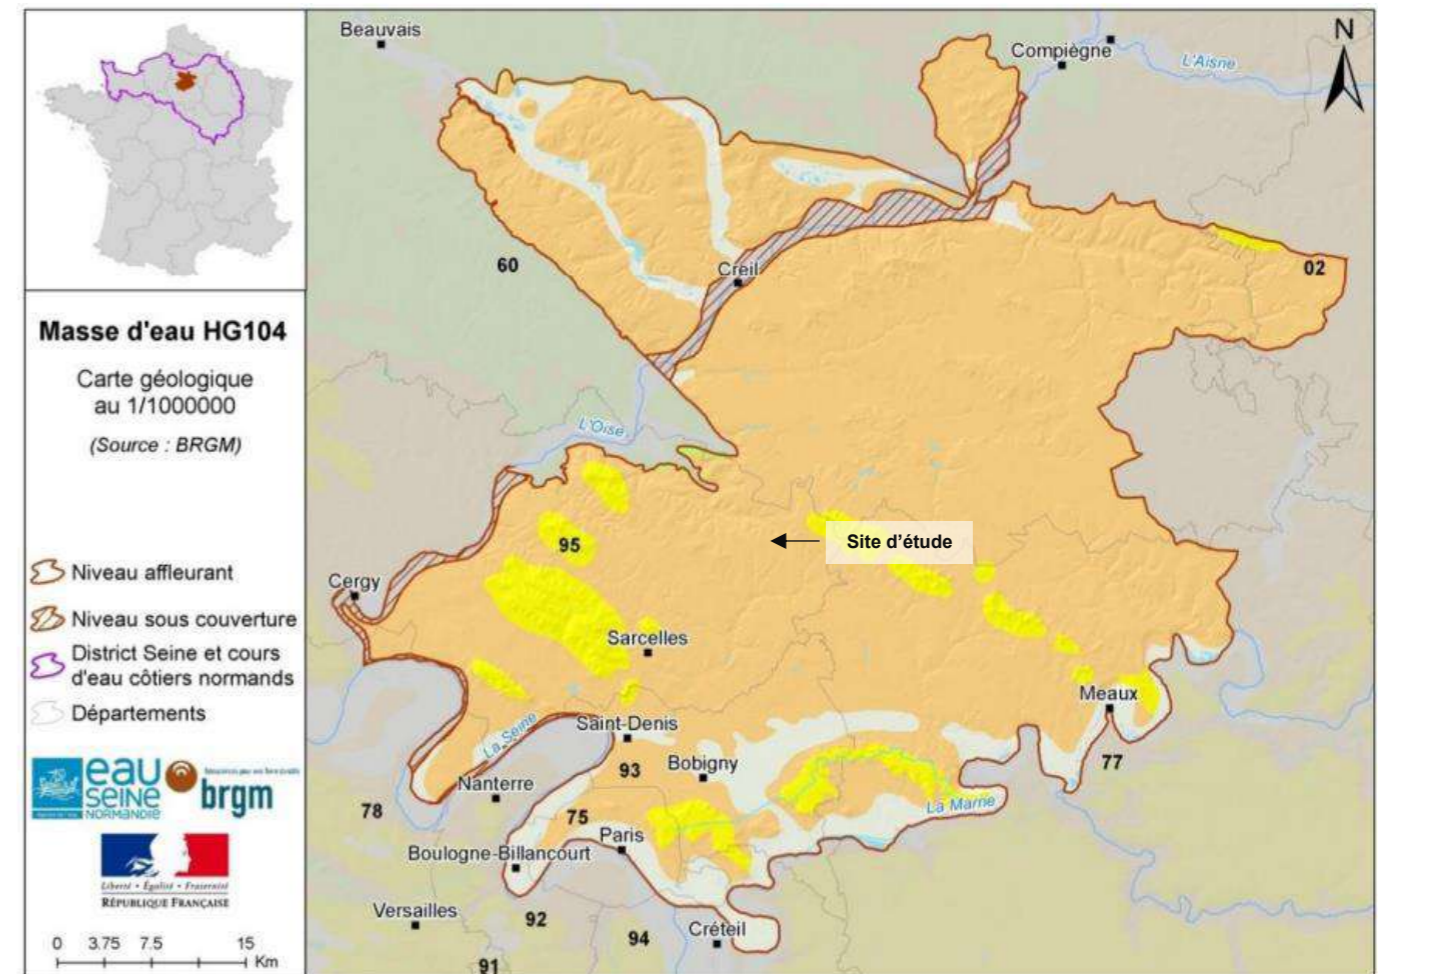 Masse d'eau HG104
Carte géologique
au 1/1000000
(Source : BRGM)
Niveau affleurant
Niveau sous couverture
District Seine et cours
d'eau côtiers normands
Départements
eau
SEINE
NORMANDIE
brgm
Liberté • Égalité • Fraternité
RÉPUBLIQUE FRANÇAISE
0 3.75 7.5 15
Km
Beauvais
Compiègne
N
L'Aisne
60
Creil
02
L'Oise
95
Site d'étude
Cergy
Sarcelles
Meaux
La Seine
Saint-Denis
93
Bobigny
77
Nanterre
La Marne
78
75
Paris
Boulogne-Billancourt
Versailles
92
94
Créteil
91